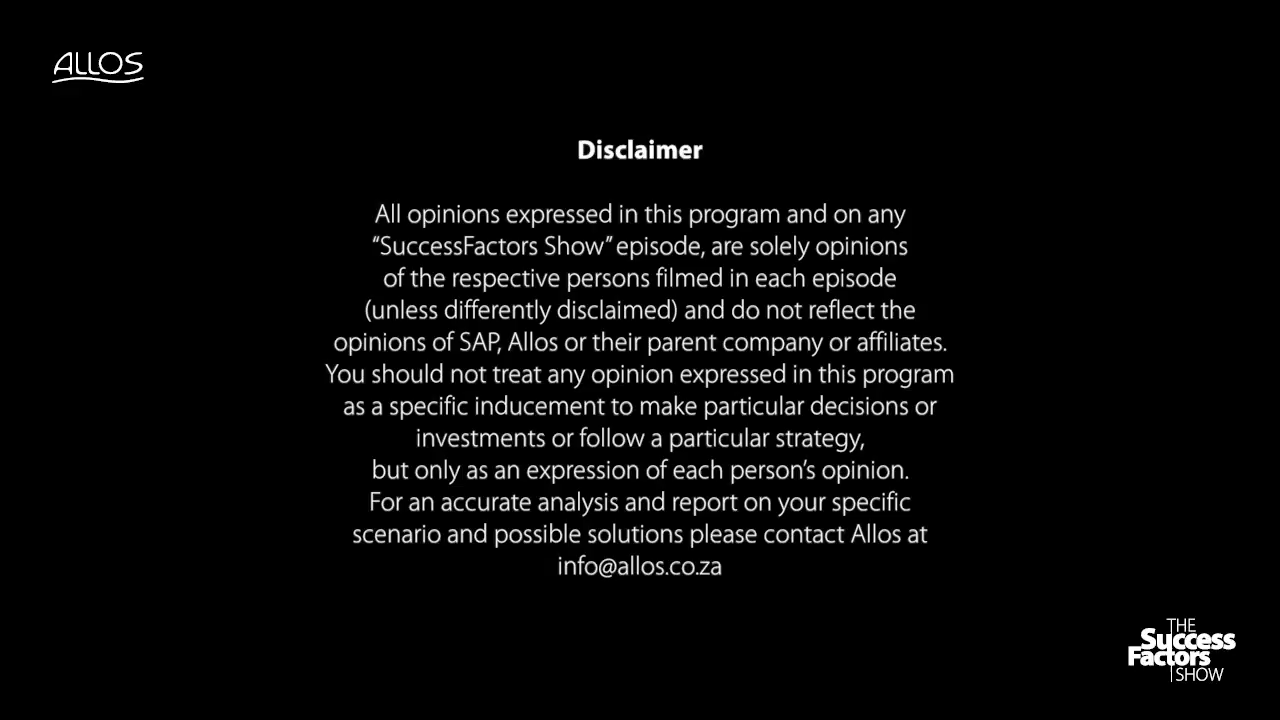 ALLOS
Disclaimer
All opinions expressed in this program and on any
“SuccessFactors Show” episode, are solely opinions
of the respective persons filmed in each episode
(unless differently disclaimed) and do not reflect the
opinions of SAP, Allos or their parent company or affiliates.
You should not treat any opinion expressed in this program
as a specific inducement to make particular decisions or
investments or follow a particular strategy,
but only as an expression of each person’s opinion.
For an accurate analysis and report on your specific
scenario and possible solutions please contact Allos at
info@allos.co.za
THE
Success
Factors
SHOW